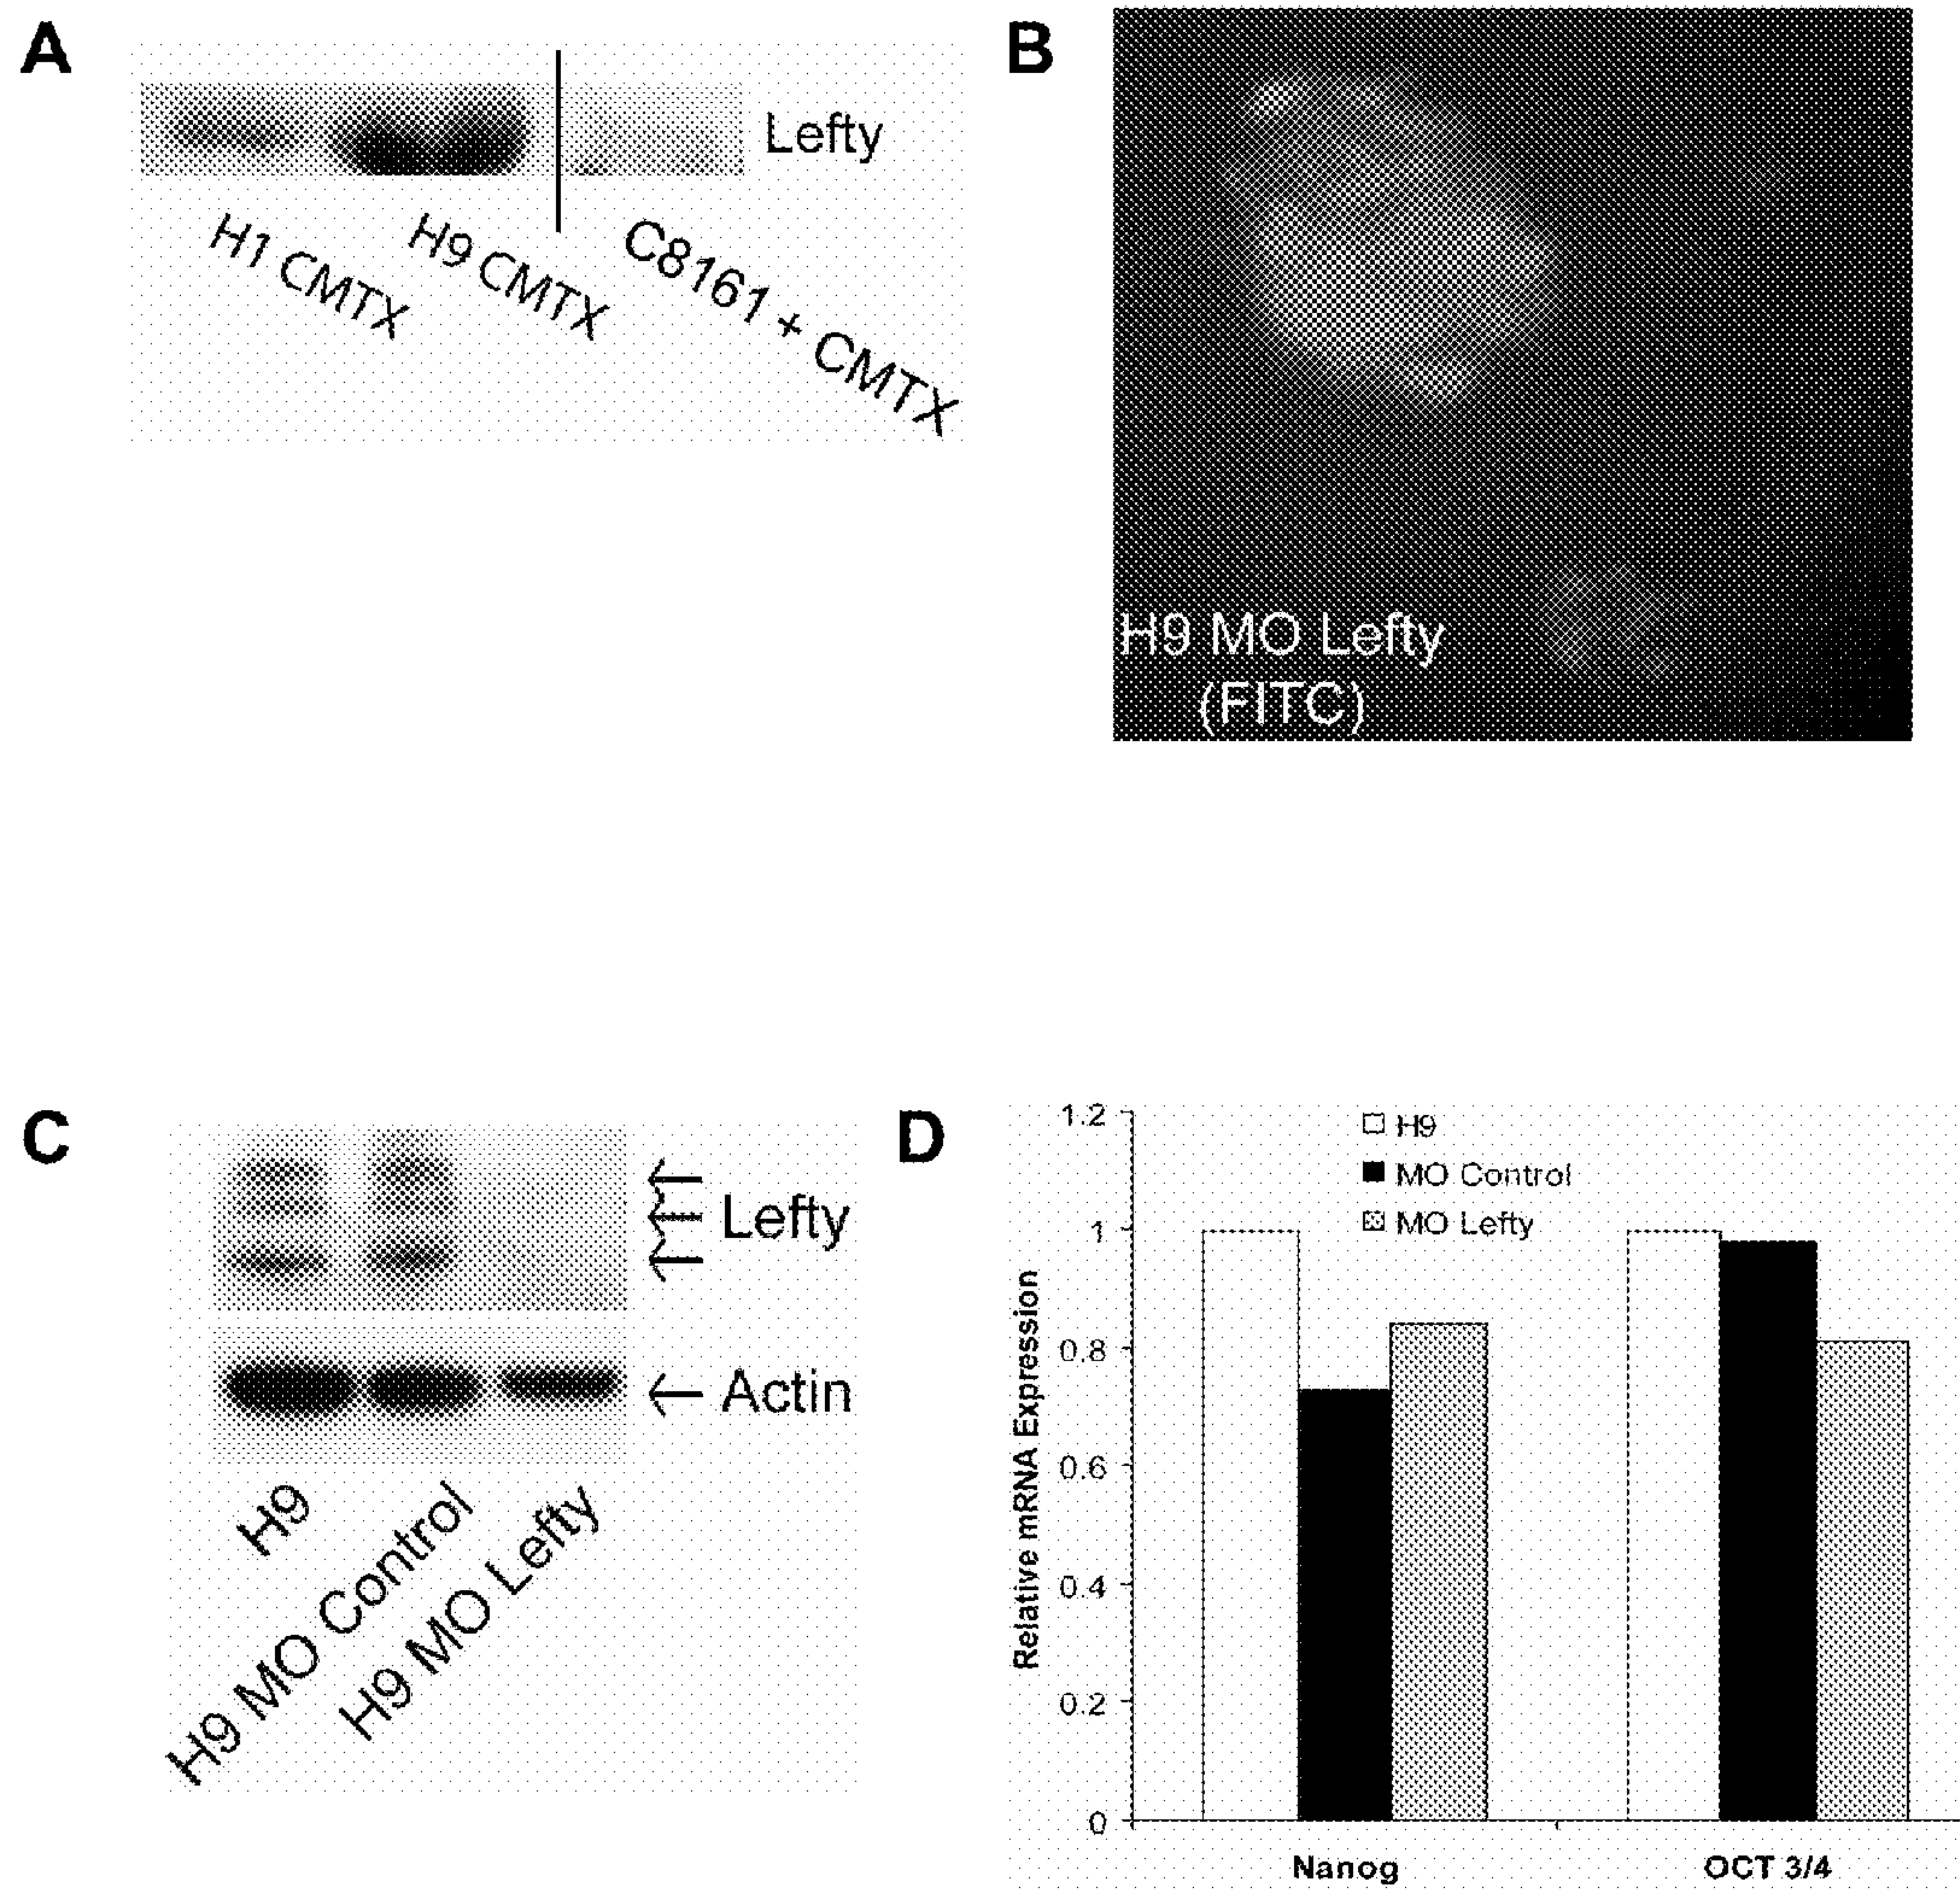 A
Lefty
H1 CMTX
H9 CMTX
C8161 + CMTX
B
H9 MO Lefty
(FITC)
C
Lefty
Actin
H9
H9 MO Control
H9 MO Lefty
D
H9
MO Control
MO Lefty
Relative mRNA Expression
1.2
1
0.8
0.6
0.4
0.2
0
Nanog
OCT 3/4